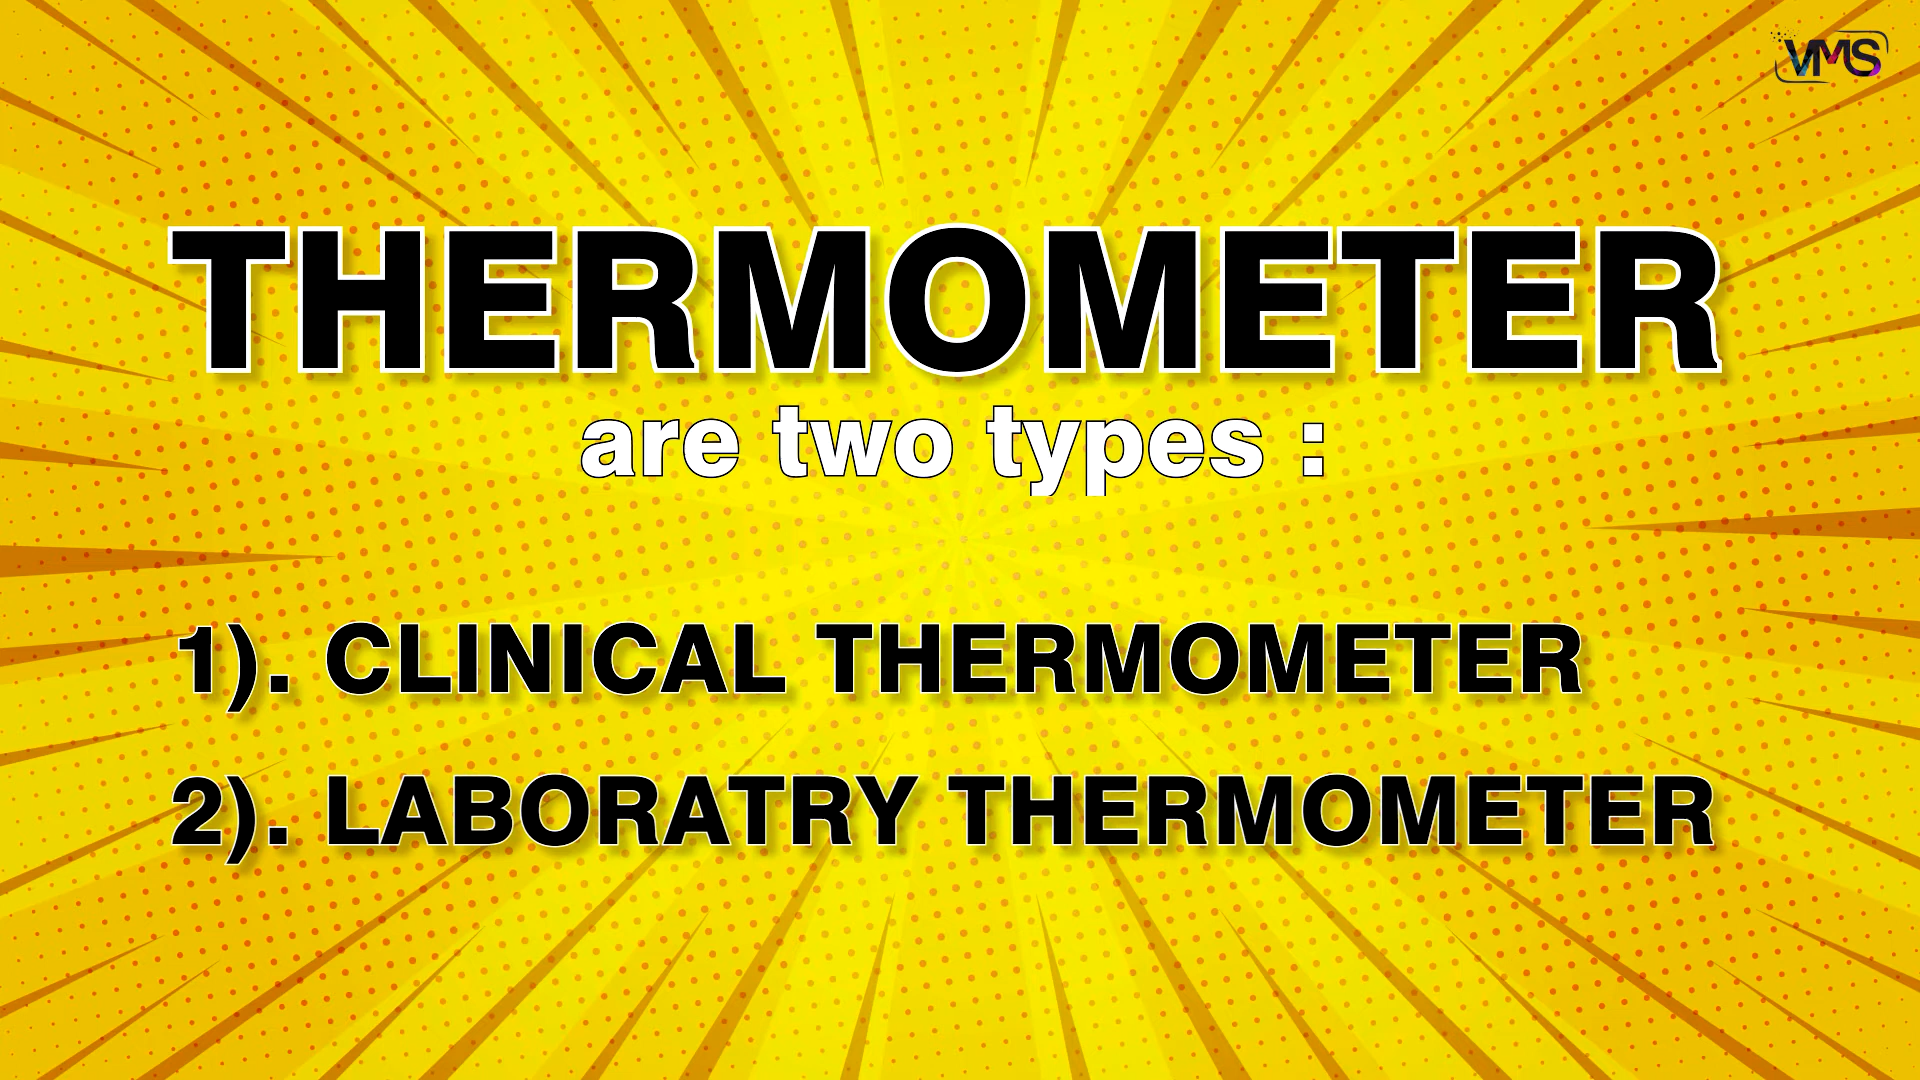 VMS
THERMOMETER
are two types :
1). CLINICAL THERMOMETER
2). LABORATRY THERMOMETER